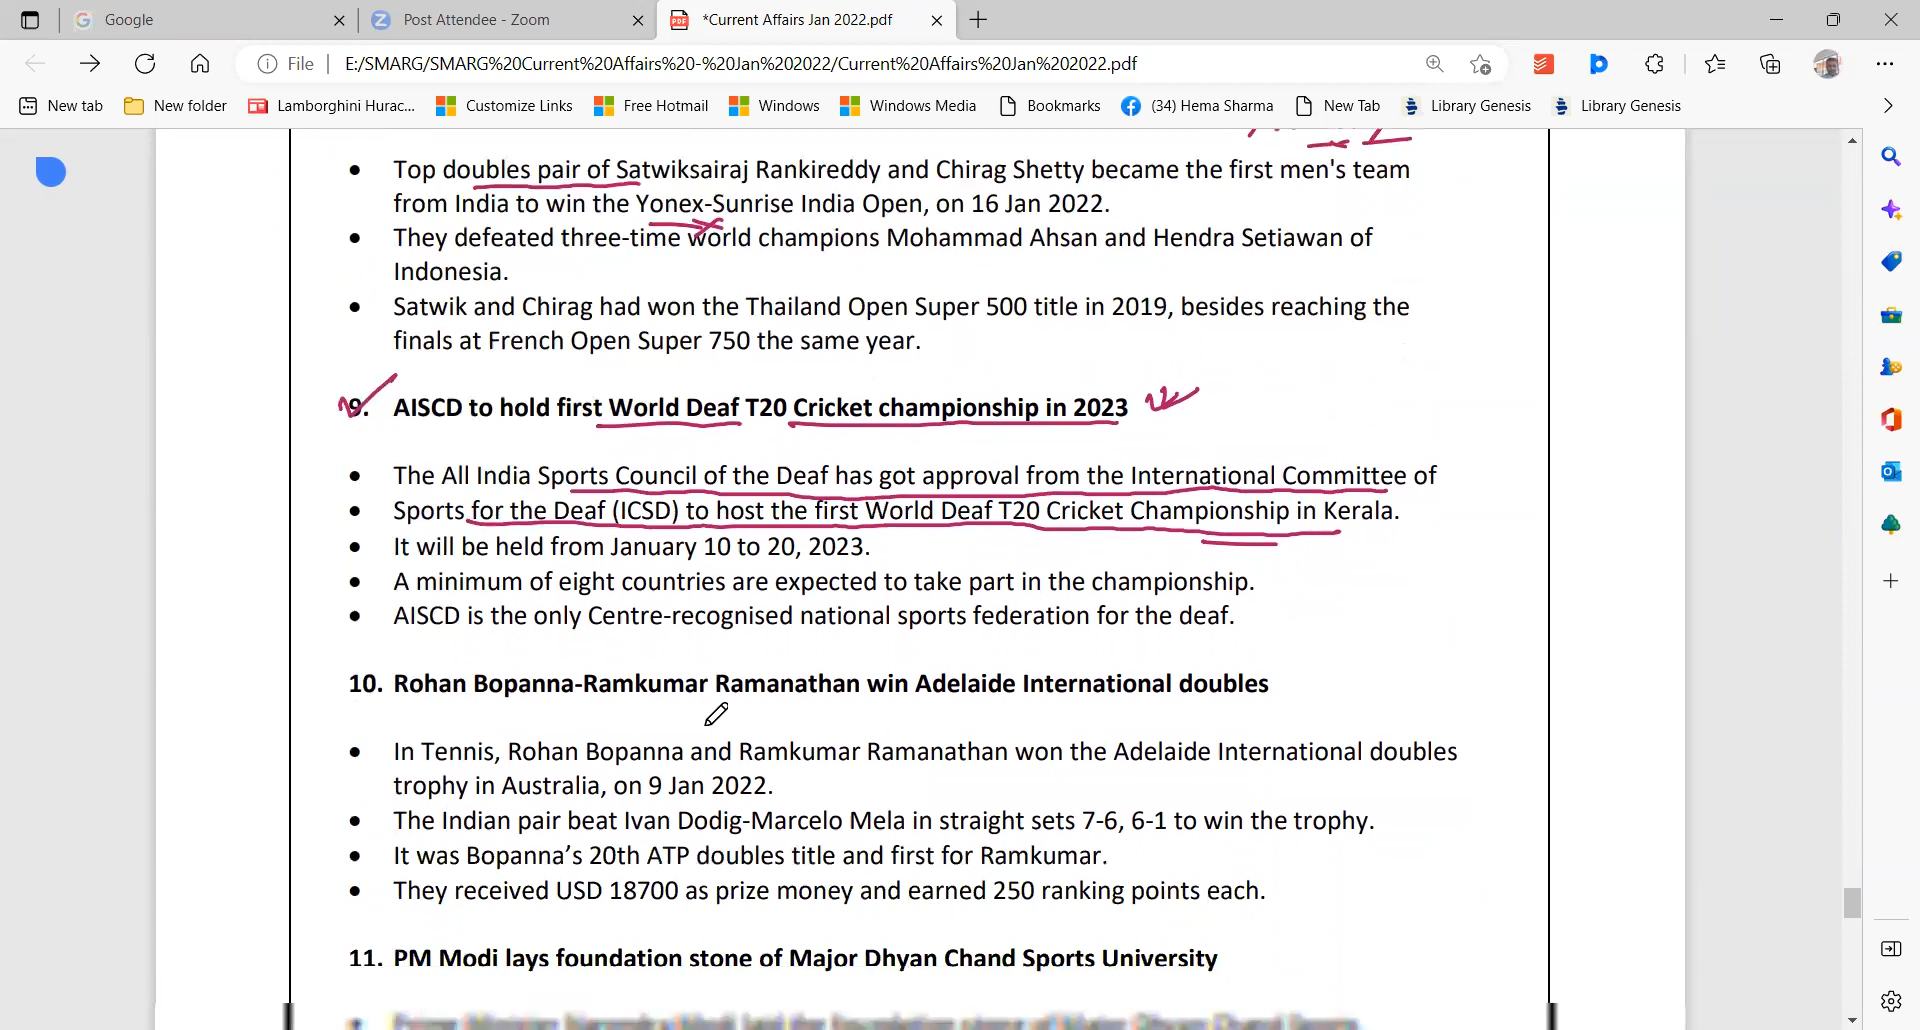 Google
Post Attendee - Zoom
*Current Affairs Jan 2022.pdf
File
E:/SMARG/SMARG%20Current%20Affairs%20-%20Jan%202022/Current%20Affairs%20Jan%202022.pdf
New tab
New folder
Lamborghini Hurac...
Customize Links
Free Hotmail
Windows
Windows Media
Bookmarks
(34) Hema Sharma
New Tab
Library Genesis
Library Genesis
• Top doubles pair of Satwiksairaj Rankireddy and Chirag Shetty became the first men's team
from India to win the Yonex-Sunrise India Open, on 16 Jan 2022.
• They defeated three-time world champions Mohammad Ahsan and Hendra Setiawan of
Indonesia.
• Satwik and Chirag had won the Thailand Open Super 500 title in 2019, besides reaching the
finals at French Open Super 750 the same year.
9. AISCD to hold first World Deaf T20 Cricket championship in 2023
• The All India Sports Council of the Deaf has got approval from the International Committee of
• Sports for the Deaf (ICSD) to host the first World Deaf T20 Cricket Championship in Kerala.
• It will be held from January 10 to 20, 2023.
• A minimum of eight countries are expected to take part in the championship.
• AISCD is the only Centre-recognised national sports federation for the deaf.
10. Rohan Bopanna-Ramkumar Ramanathan win Adelaide International doubles
• In Tennis, Rohan Bopanna and Ramkumar Ramanathan won the Adelaide International doubles
trophy in Australia, on 9 Jan 2022.
• The Indian pair beat Ivan Dodig-Marcelo Mela in straight sets 7-6, 6-1 to win the trophy.
• It was Bopanna’s 20th ATP doubles title and first for Ramkumar.
• They received USD 18700 as prize money and earned 250 ranking points each.
11. PM Modi lays foundation stone of Major Dhyan Chand Sports University